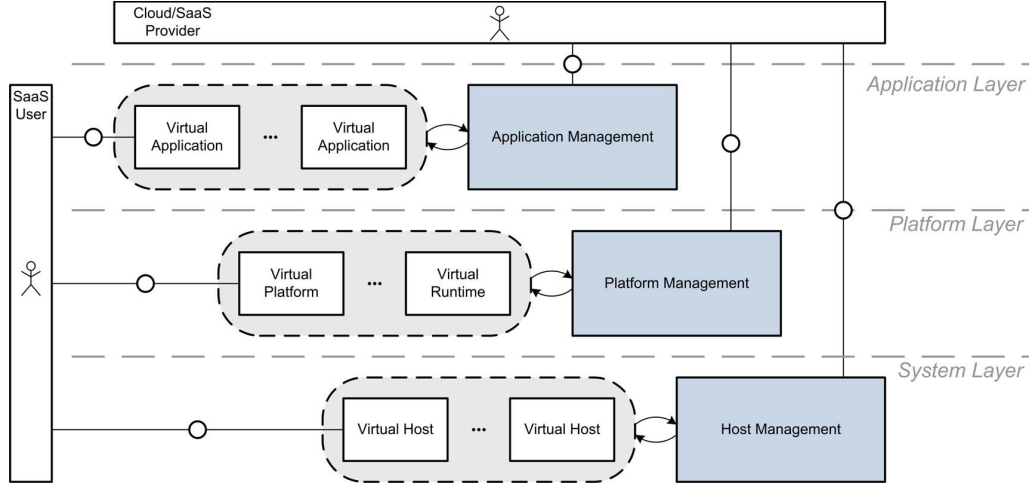 Cloud/SaaS
Provider
Application Layer
SaaS
User
Virtual
Application
...
Virtual
Application
Application Management
Platform Layer
Virtual
Platform
...
Virtual
Runtime
Platform Management
System Layer
Virtual Host
...
Virtual Host
Host Management